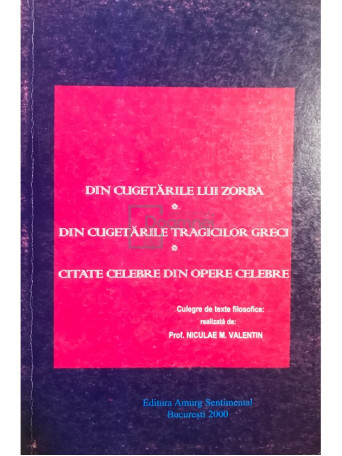 DIN CUGETĂRILE LUI ZORBA
DIN CUGETĂRILE TRAGICILOR GRECI
CITATE CELEBRE DIN OPERE CELEBRE
Culegre de texte filosofice:
realizată de:
Prof. NICULAE M. VALENTIN
Editura Amurg Sentimental
Bucureşti 2000